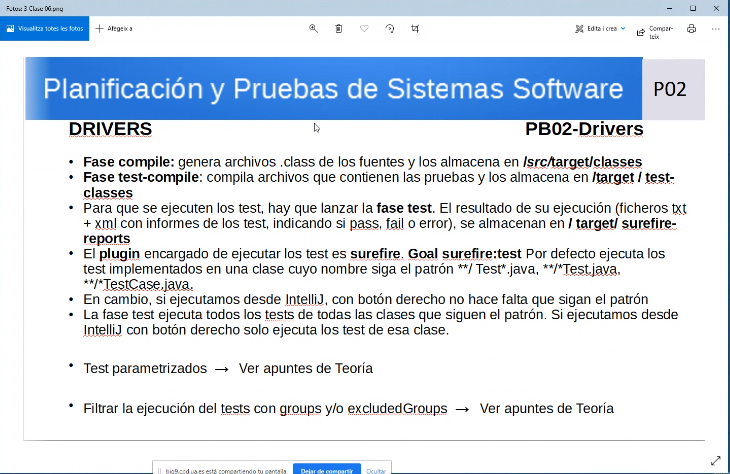 Fotos: 3 Clase 06.png
Visualitza totes les fotos
Afegeix a
Edita i crea
Compar-
teix
Planificación y Pruebas de Sistemas Software
P02
DRIVERS
PB02-Drivers
• Fase compile: genera archivos .class de los fuentes y los almacena en /src/target/classes
• Fase test-compile: compila archivos que contienen las pruebas y los almacena en /target / test-
classes
• Para que se ejecuten los test, hay que lanzar la fase test. El resultado de su ejecución (ficheros txt
+ xml con informes de los test, indicando si pass, fail o error), se almacenan en / target/ surefire-
reports
• El plugin encargado de ejecutar los test es surefire. Goal surefire:test Por defecto ejecuta los
test implementados en una clase cuyo nombre siga el patrón **/ Test*.java, **/*Test.java,
**/*TestCase.java.
• En cambio, si ejecutamos desde IntelliJ, con botón derecho no hace falta que sigan el patrón
• La fase test ejecuta todos los tests de todas las clases que siguen el patrón. Si ejecutamos desde
IntelliJ con botón derecho solo ejecuta los test de esa clase.
• Test parametrizados → Ver apuntes de Teoría
• Filtrar la ejecución del tests con groups y/o excludedGroups → Ver apuntes de Teoría
big9.cod.ua.es está compartiendo tu pantalla.
Dejar de compartir
Ocultar